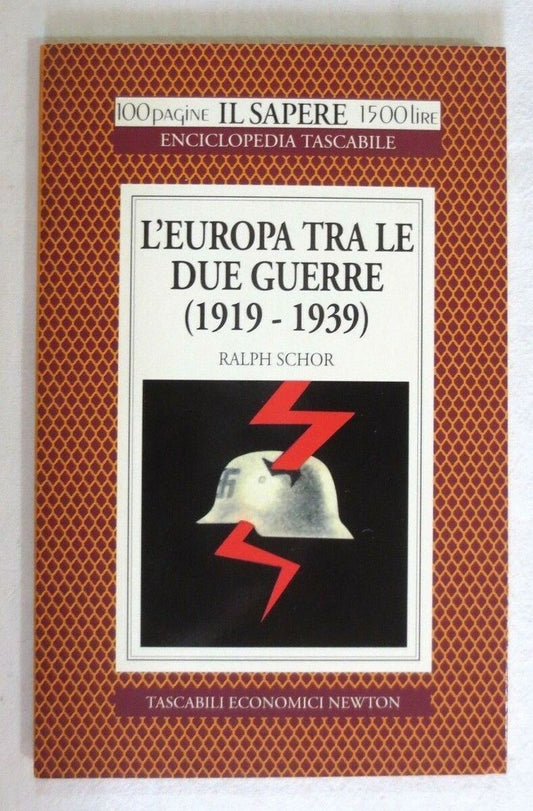 100 pagine IL SAPERE 1500 lire
ENCICLOPEDIA TASCABILE
L'EUROPA TRA LE
DUE GUERRE
(1919 - 1939)
RALPH SCHOR
TASCABILI ECONOMICI NEWTON